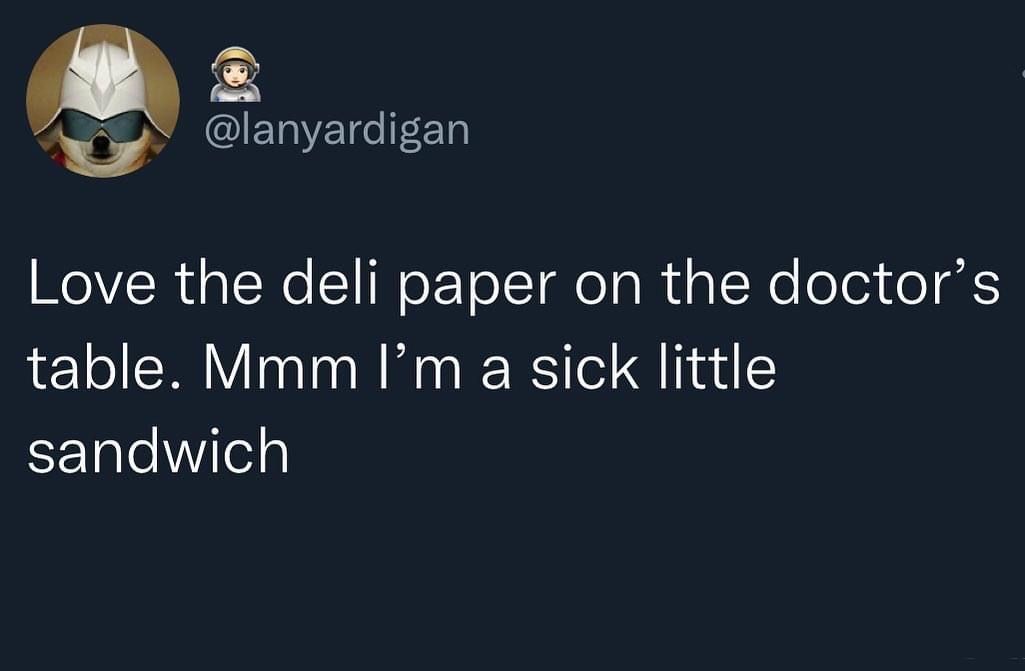 @lanyardigan
Love the deli paper on the doctor’s
table. Mmm I’m a sick little
sandwich